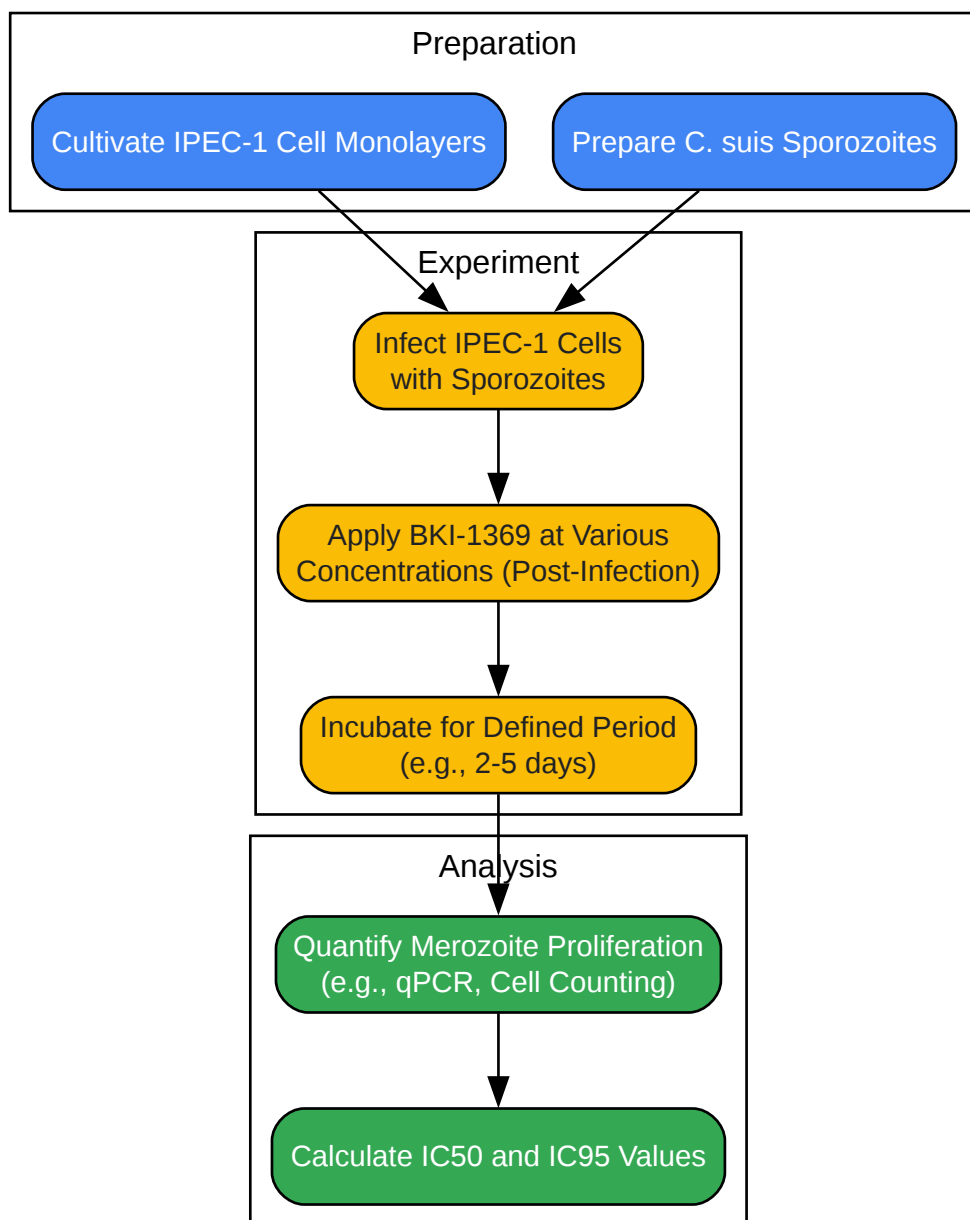 Preparation
Cultivate IPEC-1 Cell Monolayers
Prepare C. suis Sporozoites
Experiment
Infect IPEC-1 Cells
with Sporozoites
Apply BKI-1369 at Various
Concentrations (Post-Infection)
Incubate for Defined Period
(e.g., 2-5 days)
Analysis
Quantify Merozoite Proliferation
(e.g., qPCR, Cell Counting)
Calculate IC50 and IC95 Values